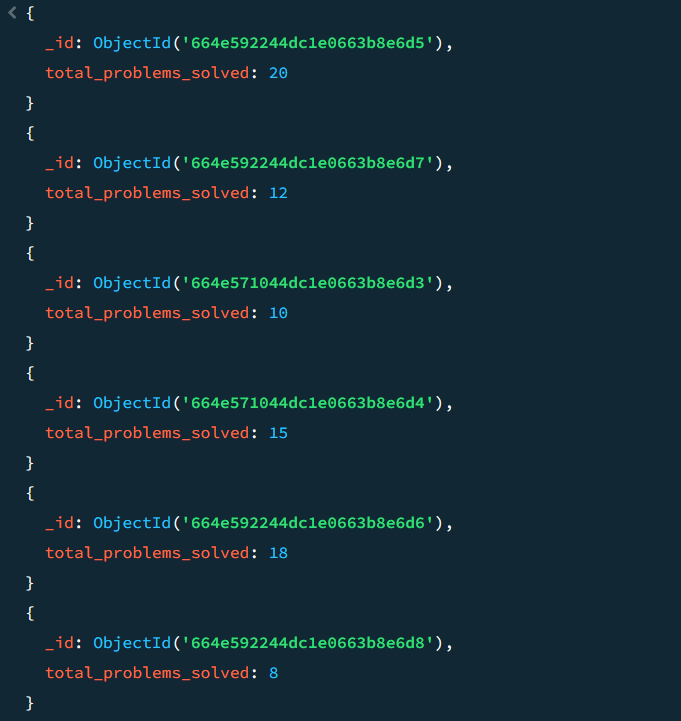 {
_id: ObjectId('664e592244dc1e0663b8e6d5'),
total_problems_solved: 20
}
{
_id: ObjectId('664e592244dc1e0663b8e6d7'),
total_problems_solved: 12
}
{
_id: ObjectId('664e571044dc1e0663b8e6d3'),
total_problems_solved: 10
}
{
_id: ObjectId('664e571044dc1e0663b8e6d4'),
total_problems_solved: 15
}
{
_id: ObjectId('664e592244dc1e0663b8e6d6'),
total_problems_solved: 18
}
{
_id: ObjectId('664e592244dc1e0663b8e6d8'),
total_problems_solved: 8
}